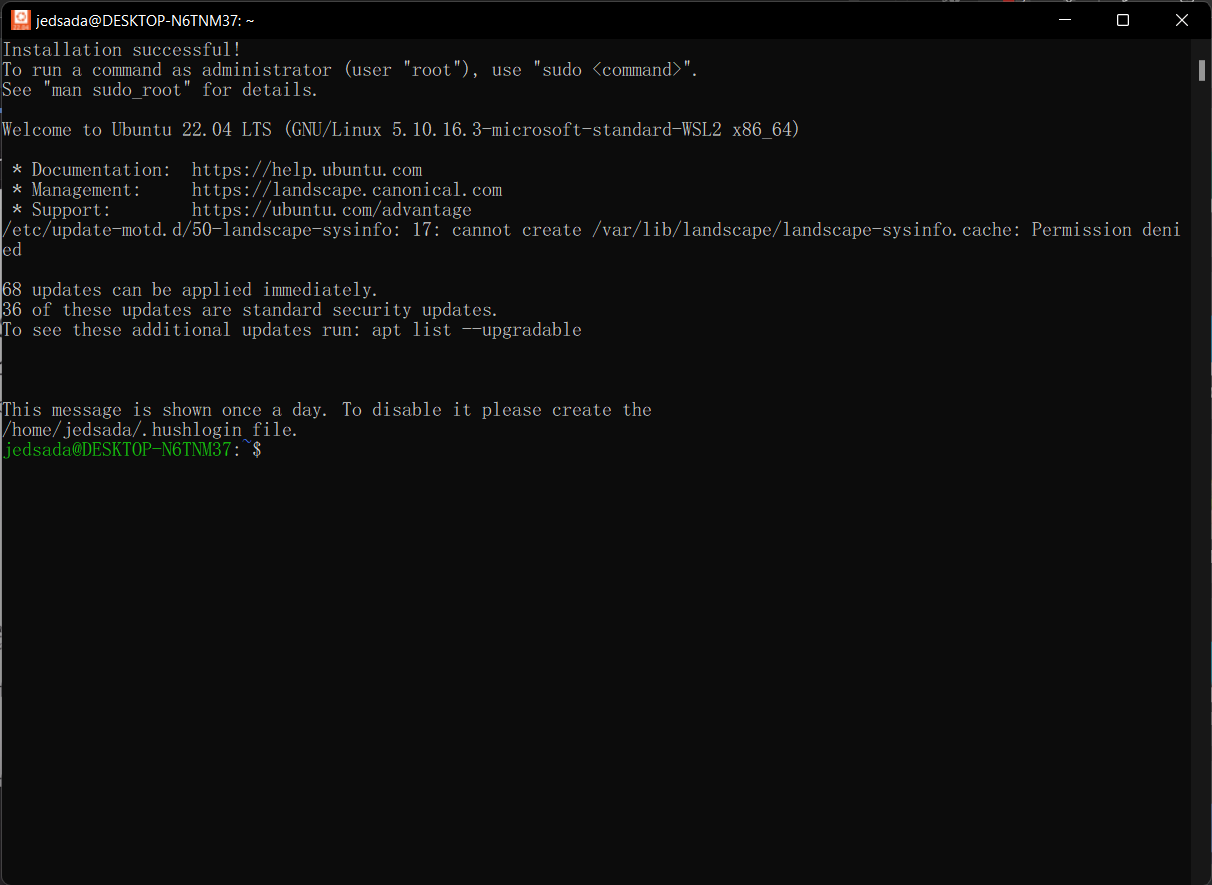 jedsada@DESKTOP-N6TNM37: ~
Installation successful!
To run a command as administrator (user "root"), use "sudo <command>".
See "man sudo_root" for details.
Welcome to Ubuntu 22.04 LTS (GNU/Linux 5.10.16.3-microsoft-standard-WSL2 x86_64)
 * Documentation:  https://help.ubuntu.com
 * Management:     https://landscape.canonical.com
 * Support:        https://ubuntu.com/advantage
/etc/update-motd.d/50-landscape-sysinfo: 17: cannot create /var/lib/landscape/landscape-sysinfo.cache: Permission deni
ed
68 updates can be applied immediately.
36 of these updates are standard security updates.
To see these additional updates run: apt list --upgradable
This message is shown once a day. To disable it please create the
/home/jedsada/.hushlogin file.
jedsada@DESKTOP-N6TNM37:~$